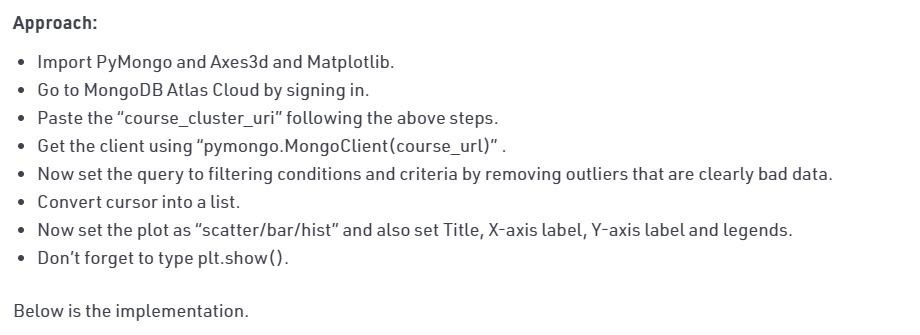 Approach:
• Import PyMongo and Axes3d and Matplotlib.
• Go to MongoDB Atlas Cloud by signing in.
• Paste the “course_cluster_uri” following the above steps.
• Get the client using “pymongo.MongoClient(course_url)” .
• Now set the query to filtering conditions and criteria by removing outliers that are clearly bad data.
• Convert cursor into a list.
• Now set the plot as “scatter/bar/hist” and also set Title, X-axis label, Y-axis label and legends.
• Don’t forget to type plt.show().
Below is the implementation.